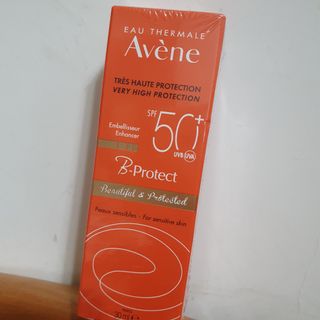 EAU THERMALE
Avène
TRÈS HAUTE PROTECTION
VERY HIGH PROTECTION
SPF 50+
UVB UVA
Embellisseur
Enhancer
B-Protect
Beautiful & Protected
Peaux sensibles - For sensitive skin